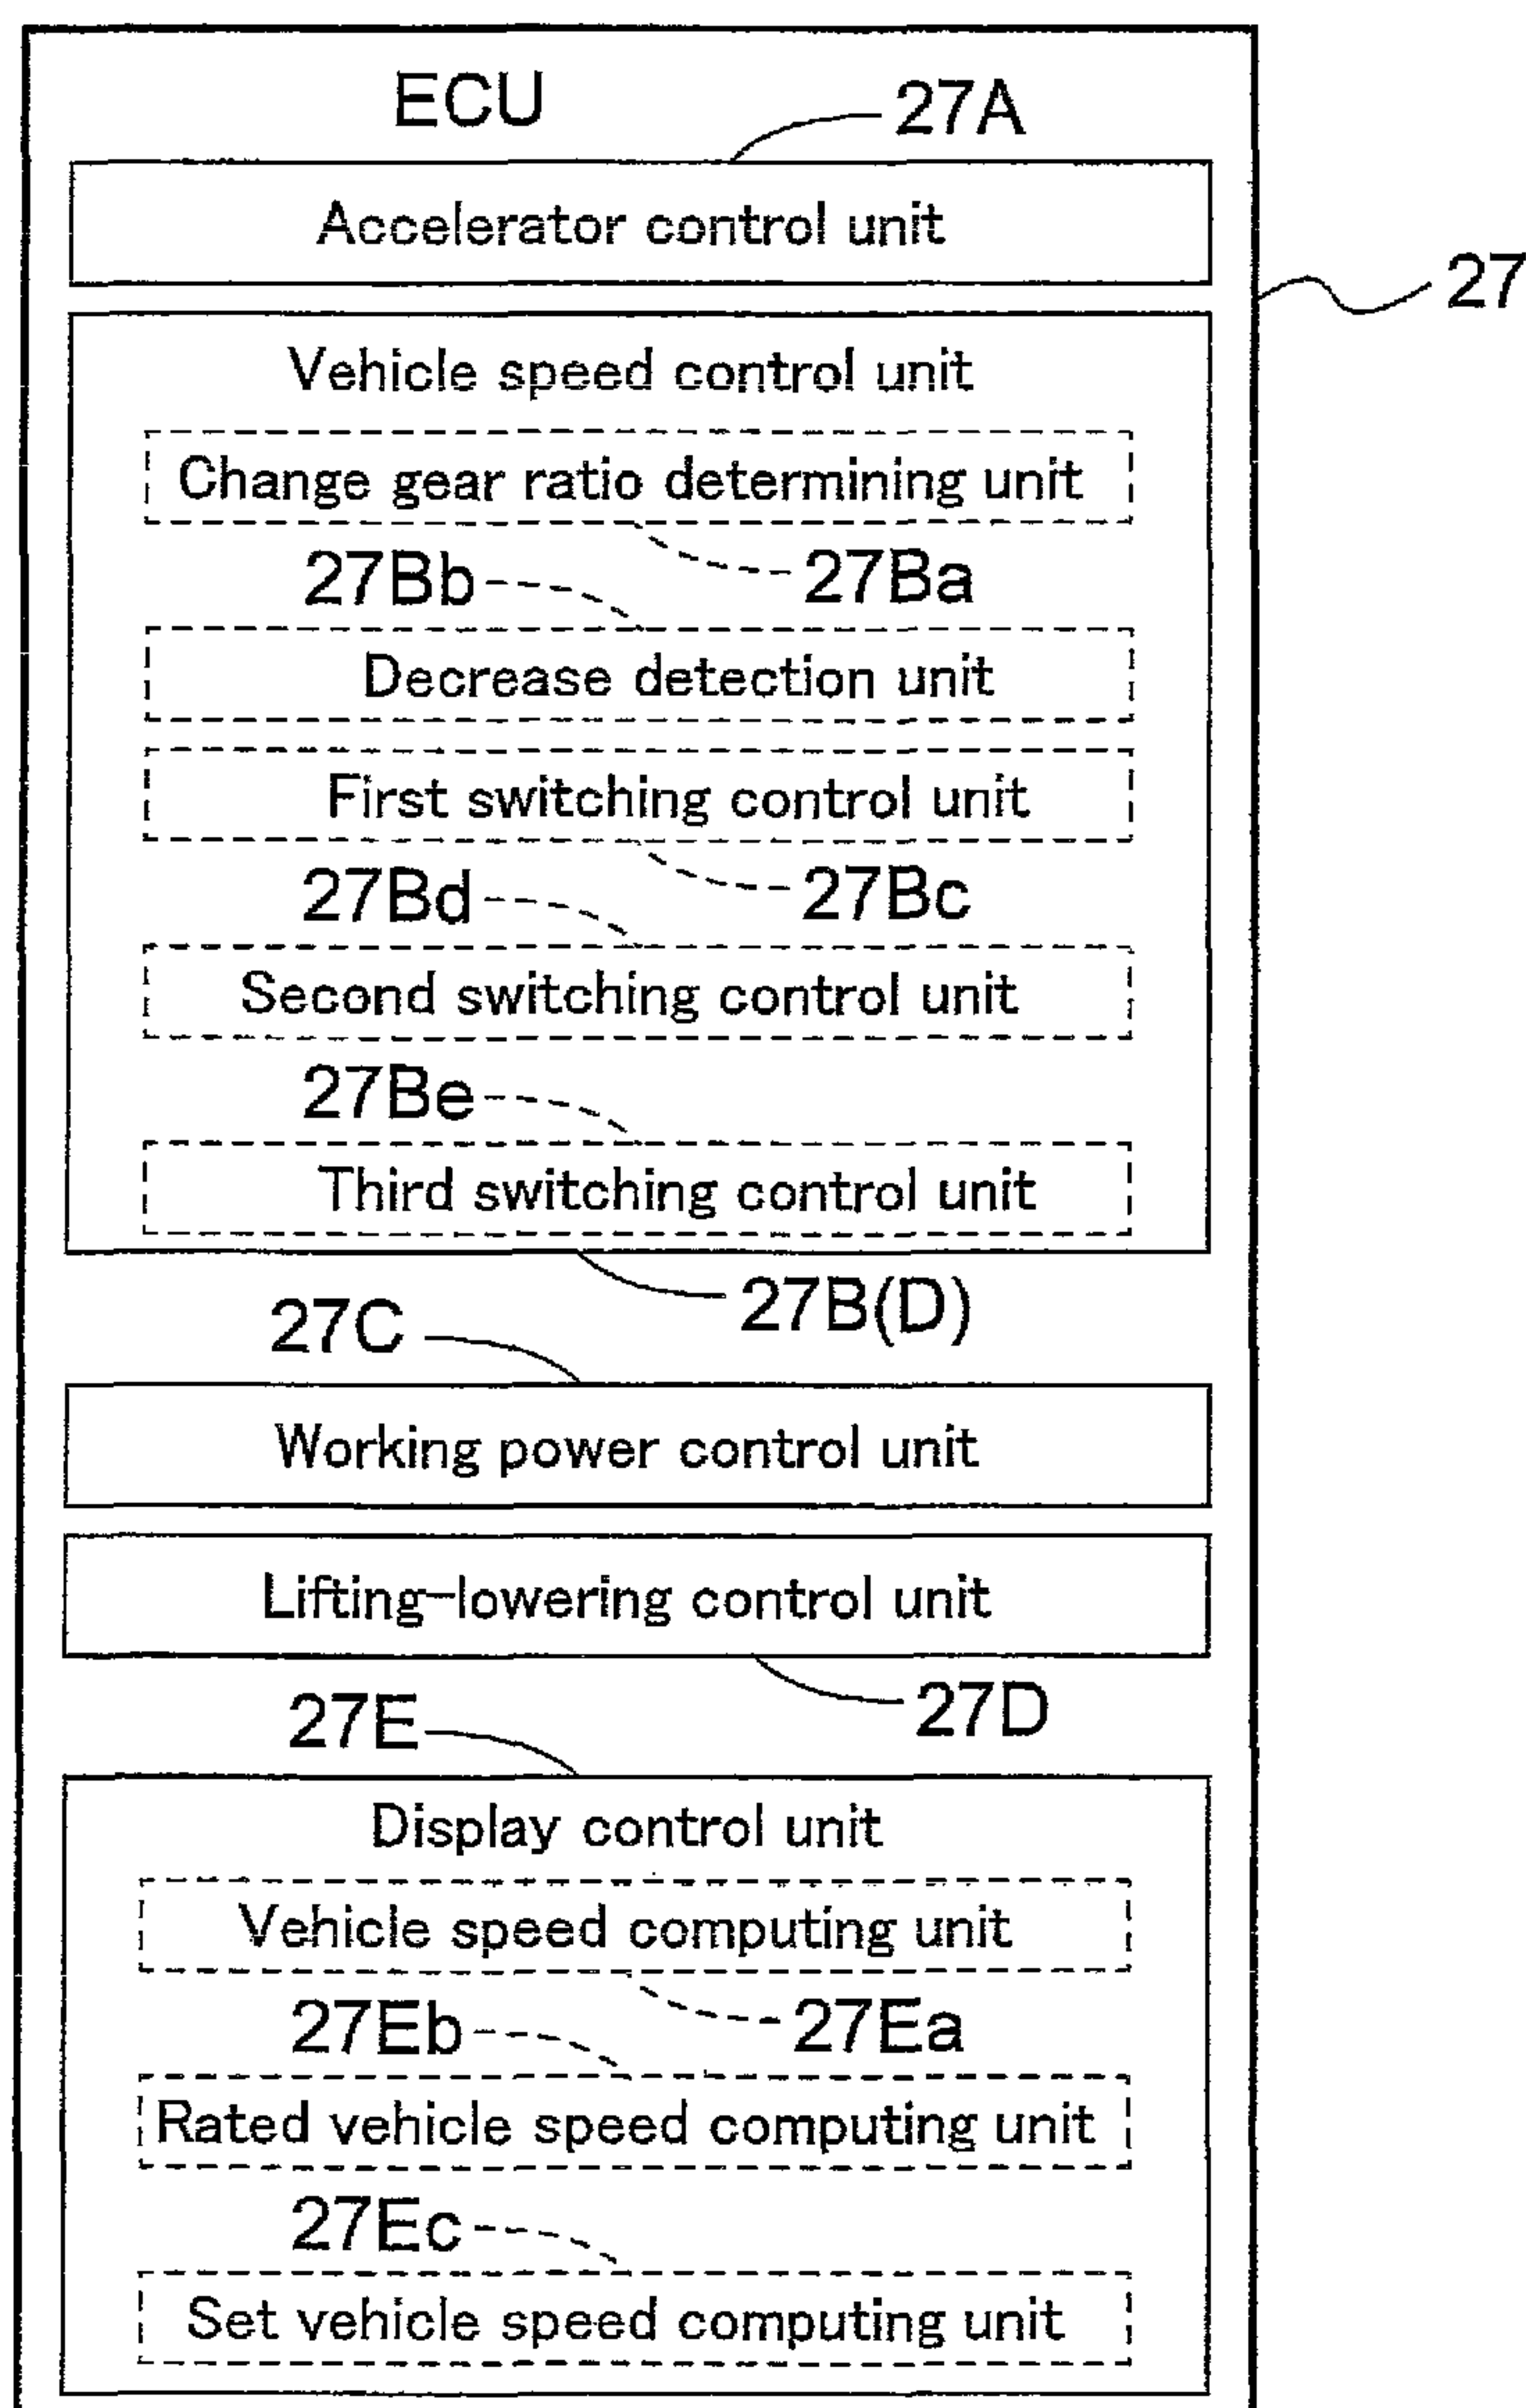 ECU
27A
Accelerator control unit
27
Vehicle speed control unit
Change gear ratio determining unit
27Bb
27Ba
Decrease detection unit
First switching control unit
27Bd
27Bc
Second switching control unit
27Be
Third switching control unit
27B(D)
27C
Working power control unit
Lifting-lowering control unit
27D
27E
Display control unit
Vehicle speed computing unit
27Eb
27Ea
Rated vehicle speed computing unit
27Ec
Set vehicle speed computing unit